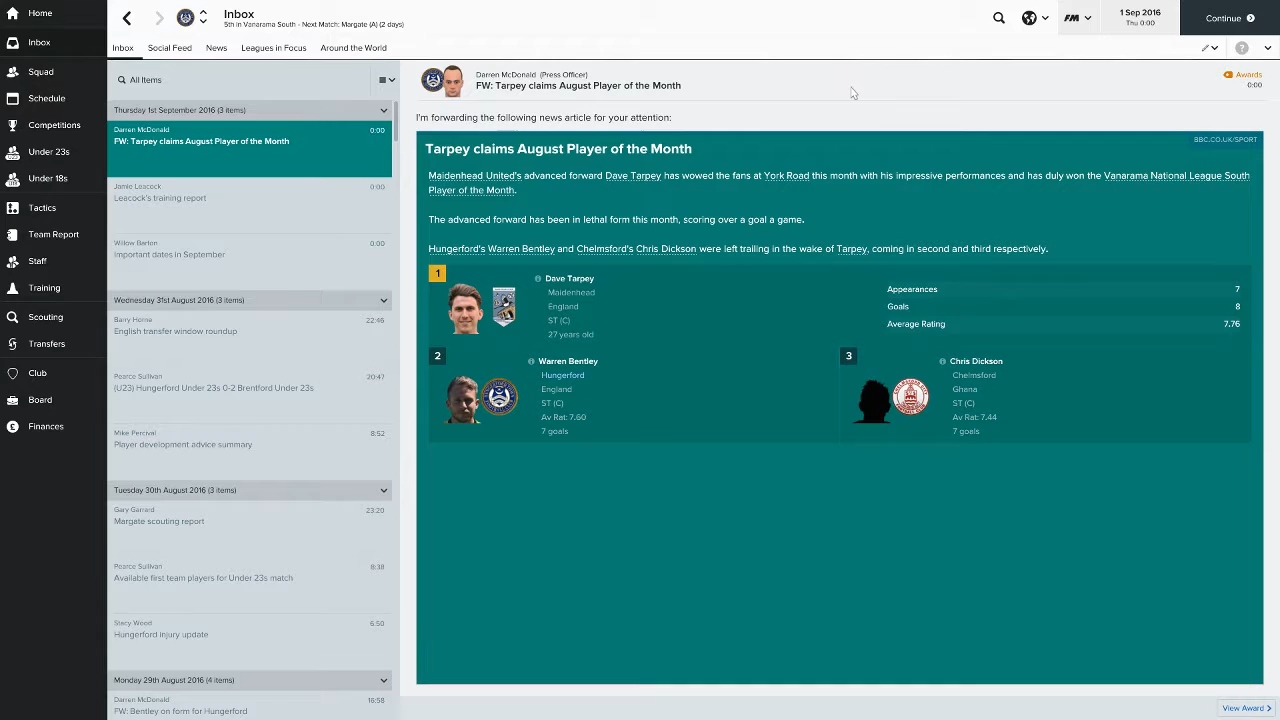 Home
Inbox
Squad
Schedule
Competitions
Under 23s
Under 18s
Tactics
Team Report
Staff
Training
Scouting
Transfers
Club
Board
Finances
Inbox
5th in Vanarama South - Next Match: Margate (A) (2 days)
FM
1 Sep 2016
Thu 0:00
Continue
Inbox
Social Feed
News
Leagues in Focus
Around the World
?
All Items
Thursday 1st September 2016 (3 items)
Darren McDonald 0:00
FW: Tarpey claims August Player of the Month
Jamie Leacock 0:00
Leacock's training report
Willow Barton 0:00
Important dates in September
Wednesday 31st August 2016 (3 items)
Barry Horne 22:46
English transfer window roundup
Pearce Sullivan 20:47
(U23) Hungerford Under 23s 0-2 Brentford Under 23s
Mike Percival 8:52
Player development advice summary
Tuesday 30th August 2016 (3 items)
Gary Garrard 23:20
Margate scouting report
Pearce Sullivan 8:38
Available first team players for Under 23s match
Stacy Wood 6:50
Hungerford injury update
Monday 29th August 2016 (4 items)
Darren McDonald 16:58
FW: Bentley on form for Hungerford
Darren McDonald (Press Officer)
FW: Tarpey claims August Player of the Month
Awards
0:00
I'm forwarding the following news article for your attention:
BBC.CO.UK/SPORT
Tarpey claims August Player of the Month
Maidenhead United's advanced forward Dave Tarpey has wowed the fans at York Road this month with his impressive performances and has duly won the Vanarama National League South
Player of the Month.
The advanced forward has been in lethal form this month, scoring over a goal a game.
Hungerford's Warren Bentley and Chelmsford's Chris Dickson were left trailing in the wake of Tarpey, coming in second and third respectively.
1
Dave Tarpey
Maidenhead
England
ST (C)
27 years old
Appearances 7
Goals 8
Average Rating 7.76
2
Warren Bentley
Hungerford
England
ST (C)
Av Rat: 7.60
7 goals
3
Chris Dickson
Chelmsford
Ghana
ST (C)
Av Rat: 7.44
7 goals
View Award